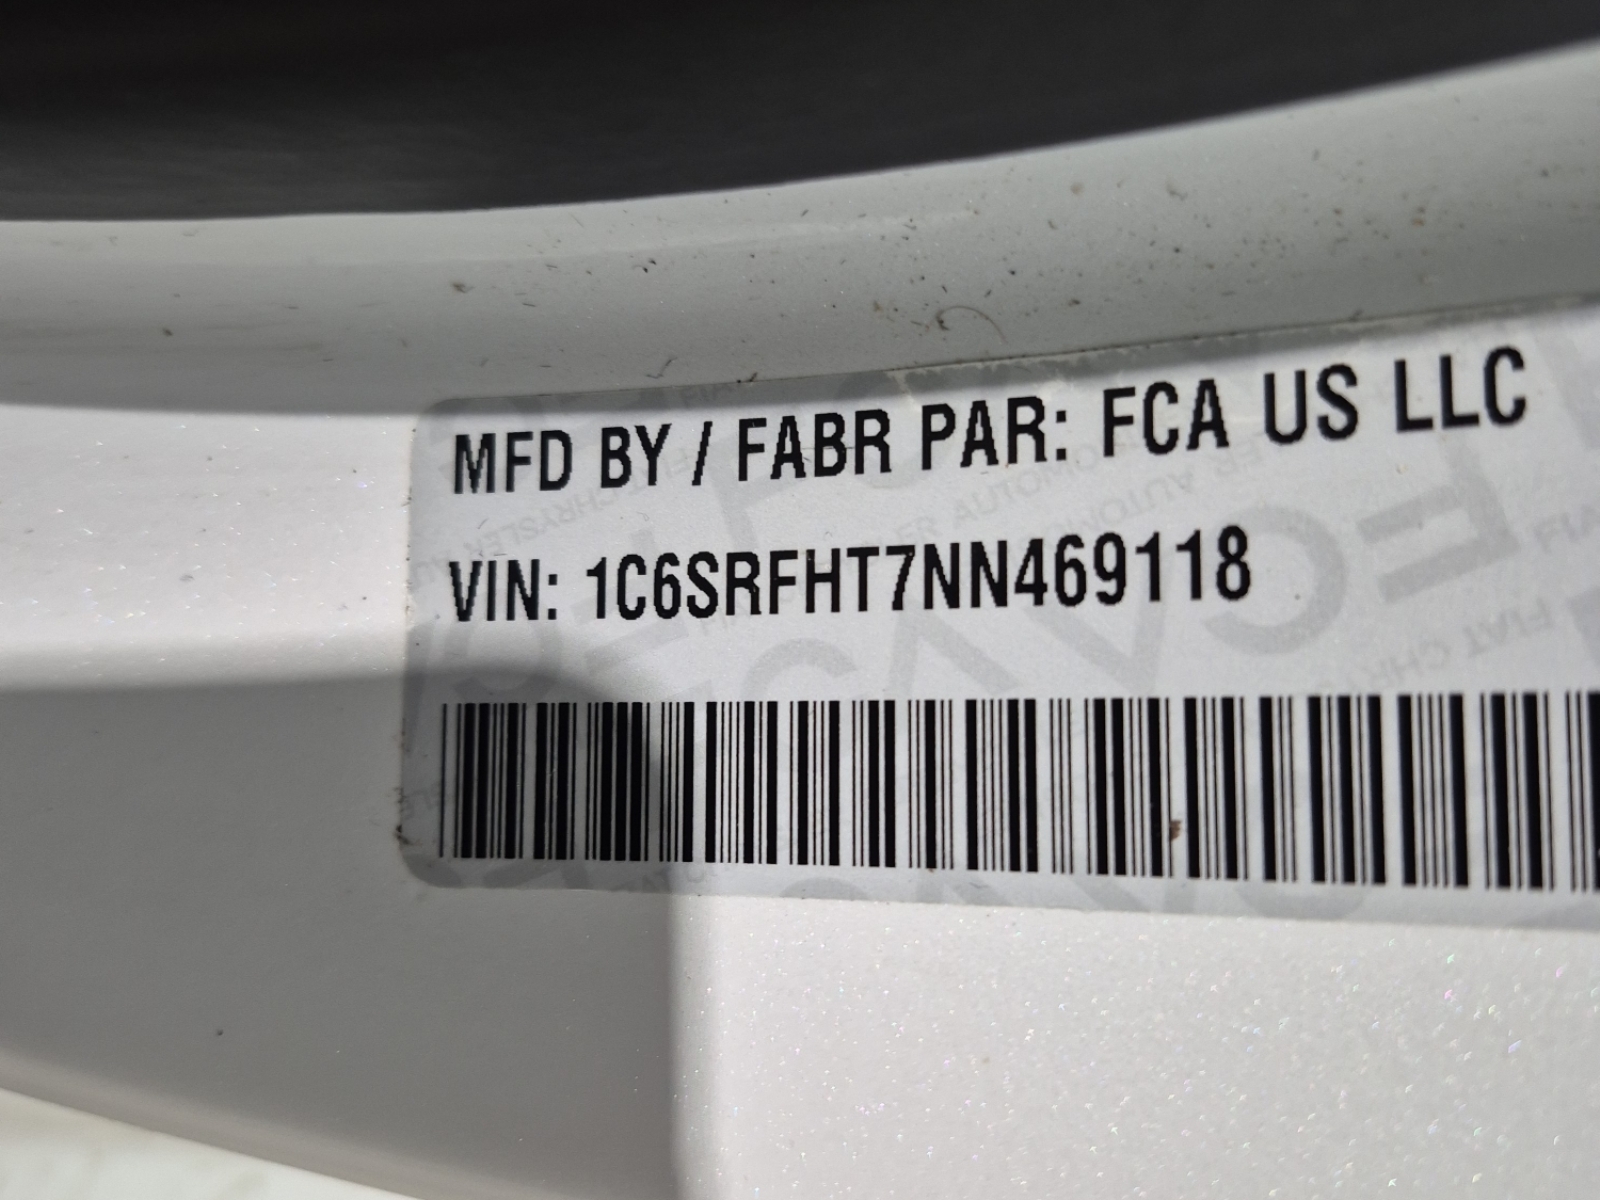 MFD BY / FABR PAR: FCA US LLC
VIN: 1C6SRFHT7NN469118